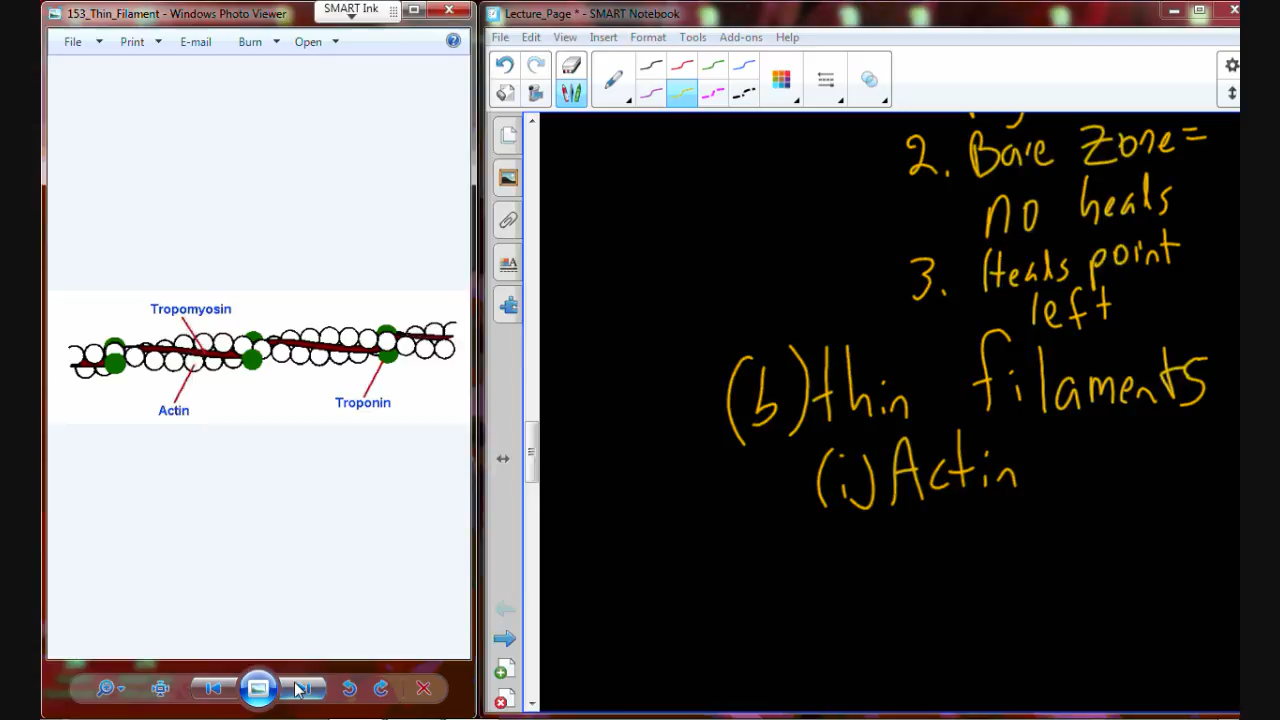 153_Thin_Filament - Windows Photo Viewer
SMART Ink
File Print E-mail Burn Open
Tropomyosin
Actin
Troponin
Lecture_Page * - SMART Notebook
File Edit View Insert Format Tools Add-ons Help
2. Bare Zone =
no heads
3. Heads point
left
(b) thin filaments
(i) Actin